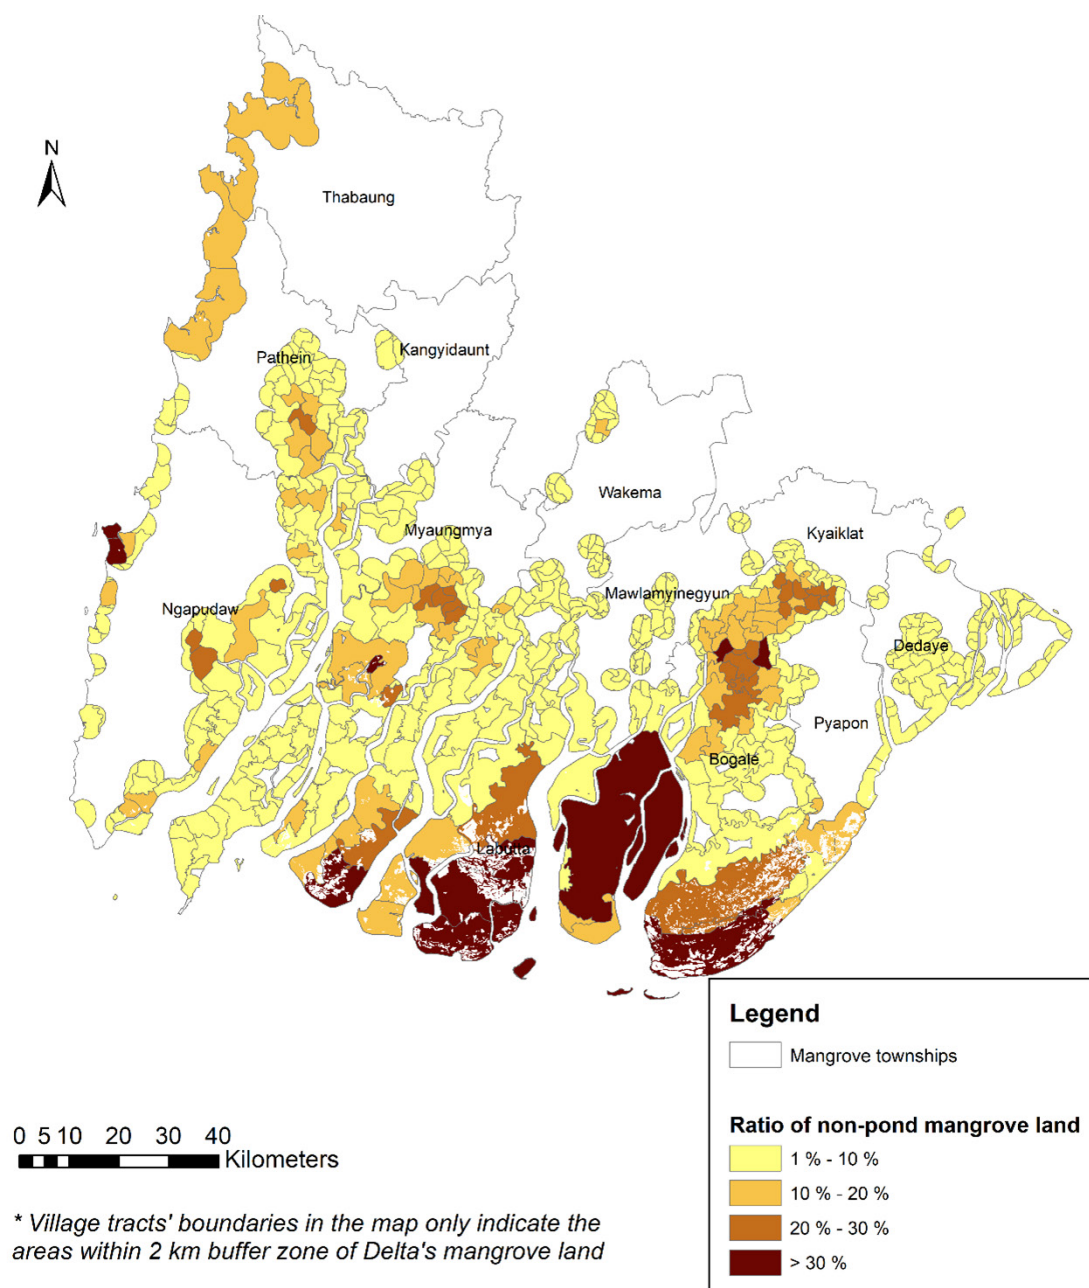 N
Thabaung
Kangyidaunt
Pathein
Wakema
Myaungmya
Kyaiklat
Mawlamyinegyun
Ngapudaw
Dedaye
Pyapon
Bogale
Labutta
Legend
Mangrove townships
Ratio of non-pond mangrove land
1 % - 10 %
10 % - 20 %
20 % - 30 %
> 30 %
0 5 10 20 30 40
Kilometers
* Village tracts' boundaries in the map only indicate the
areas within 2 km buffer zone of Delta's mangrove land